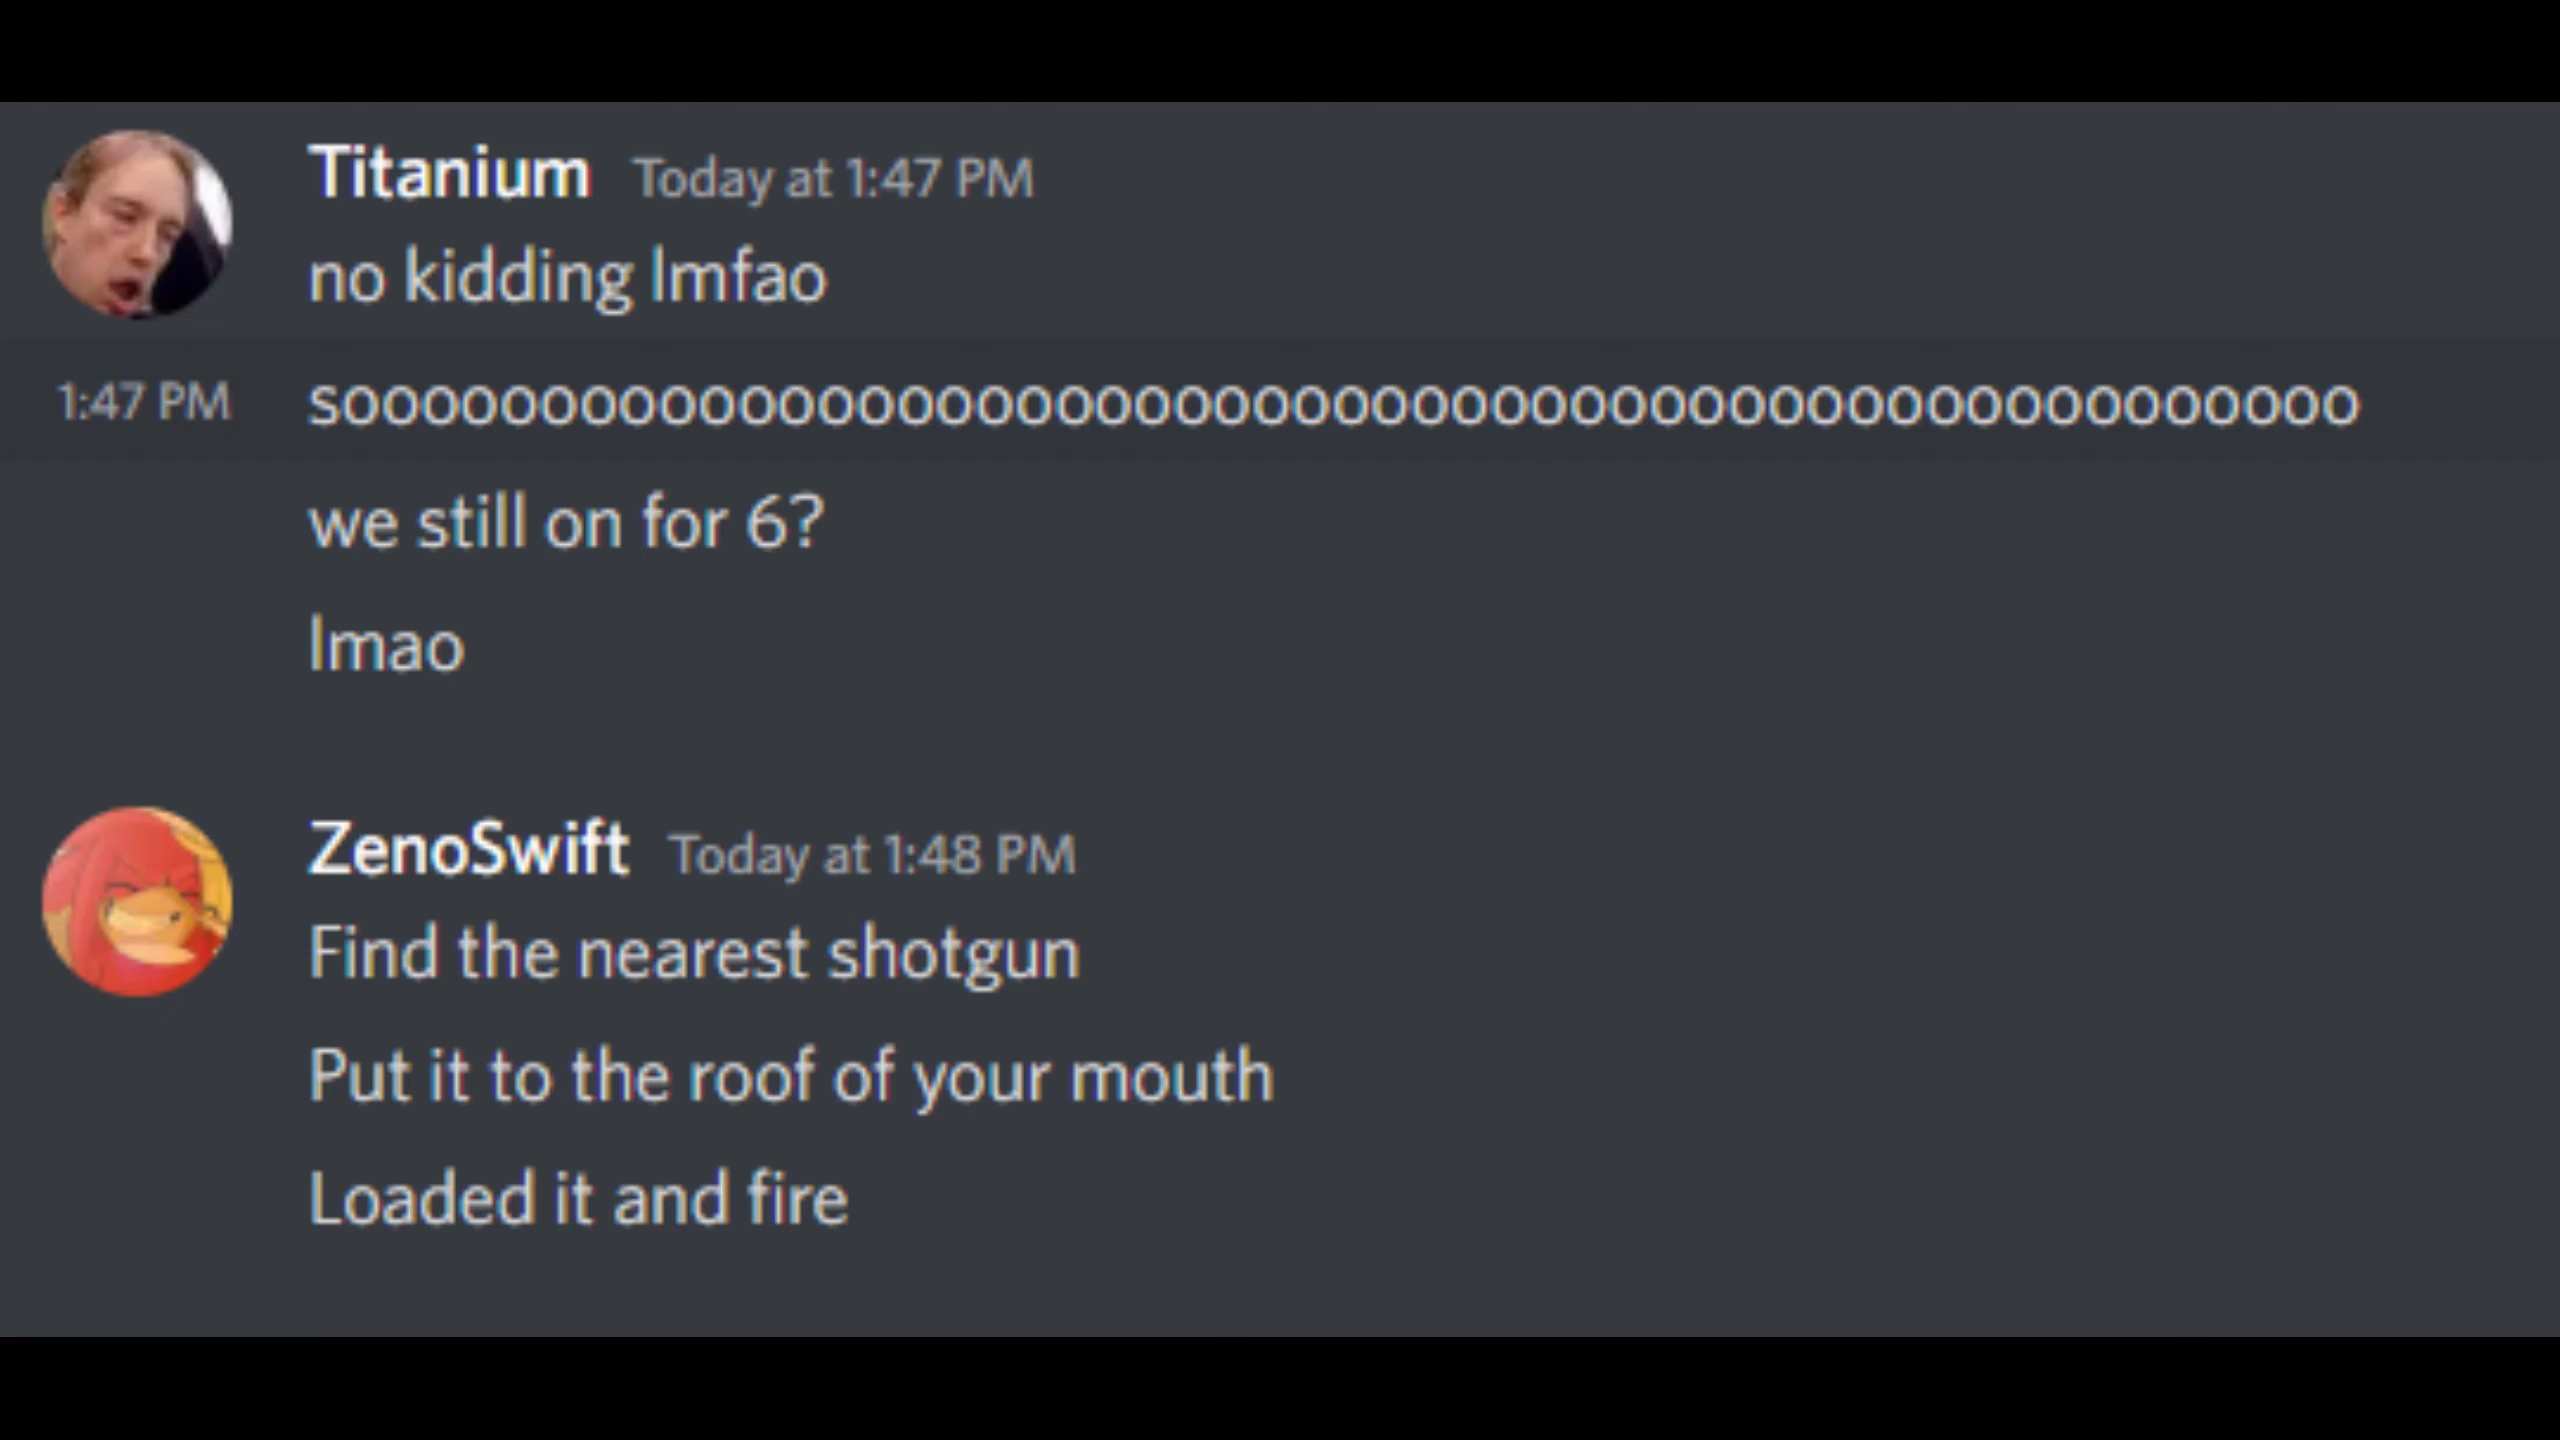 Titanium Today at 1:47 PM
no kidding lmfao
1:47 PM soooooooooooooooooooooooooooooooooooooooooooooooooooo
we still on for 6?
lmao
ZenoSwift Today at 1:48 PM
Find the nearest shotgun
Put it to the roof of your mouth
Loaded it and fire